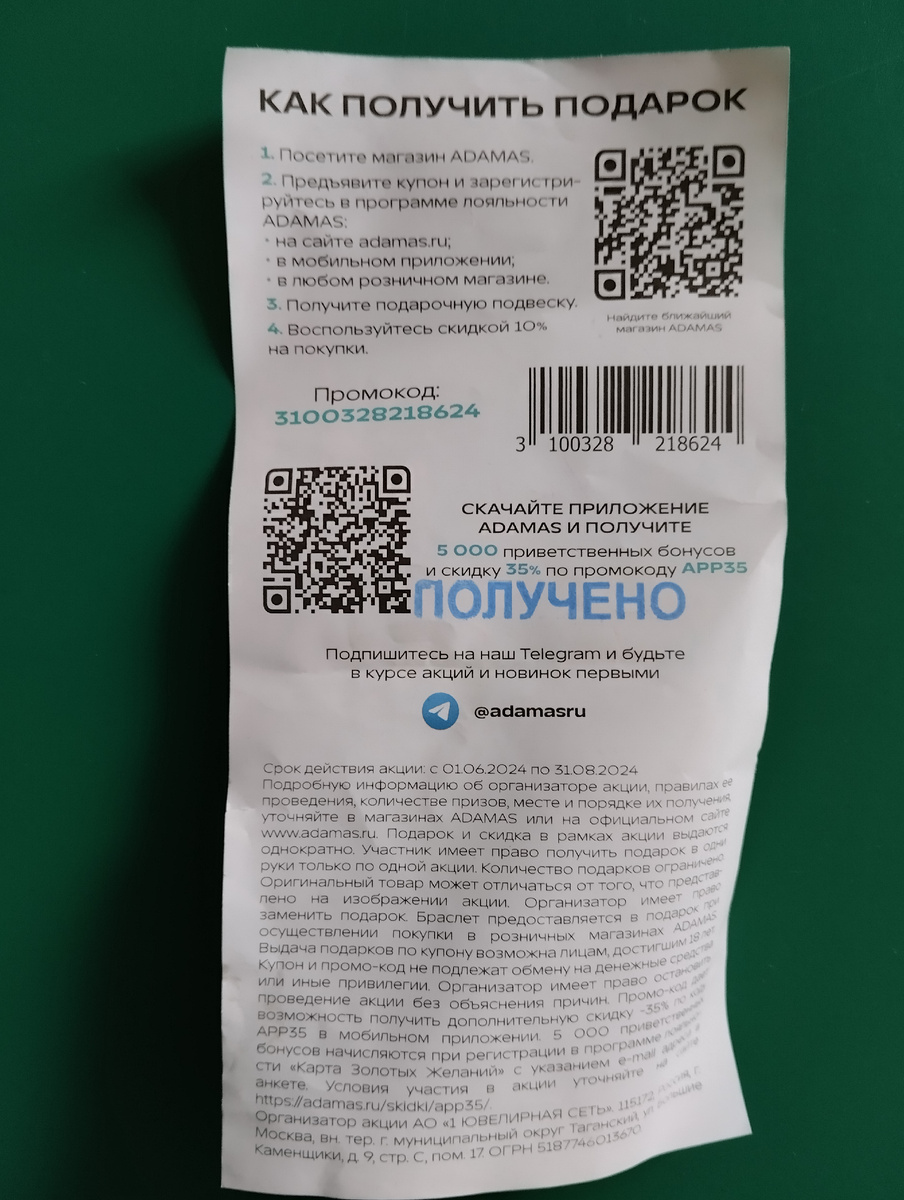 КАК ПОЛУЧИТЬ ПОДАРОК
1. Посетите магазин ADAMAS.
2. Предъявите купон и зарегистри-
руйтесь в программе лояльности
ADAMAS:
• на сайте adamas.ru;
• в мобильном приложении;
• в любом розничном магазине.
3. Получите подарочную подвеску.
4. Воспользуйтесь скидкой 10%
на покупки.
Найдите ближайший
магазин ADAMAS
Промокод:
3100328218624
3 100328 218624
СКАЧАЙТЕ ПРИЛОЖЕНИЕ
ADAMAS И ПОЛУЧИТЕ
5 000 приветственных бонусов
и скидку 35% по промокоду APP35
ПОЛУЧЕНО
Подпишитесь на наш Telegram и будьте
в курсе акций и новинок первыми
@adamasru
Срок действия акции: с 01.06.2024 по 31.08.2024
Подробную информацию об организаторе акции, правилах ее
проведения, количестве призов, месте и порядке их получения,
уточняйте в магазинах ADAMAS или на официальном сайте
www.adamas.ru. Подарок и скидка в рамках акции выдаются
однократно. Участник имеет право получить подарок в одни
руки только по одной акции. Количество подарков ограничено.
Оригинальный товар может отличаться от того, что представ-
лено на изображении акции. Организатор имеет право
заменить подарок. Браслет предоставляется в подарок при
осуществлении покупки в розничных магазинах ADAMAS.
Выдача подарков по купону возможна лицам, достигшим 18 лет.
Купон и промо-код не подлежат обмену на денежные средства
или иные привилегии. Организатор имеет право остановить
проведение акции без объяснения причин. Промо-код дает
возможность получить дополнительную скидку -35% по коду
APP35 в мобильном приложении. 5 000 приветственных
бонусов начисляются при регистрации в программе лояльно-
сти «Карта Золотых Желаний» с указанием e-mail адреса в
анкете. Условия участия в акции уточняйте на сайте
https://adamas.ru/skidki/app35/.
Организатор акции АО «1 ЮВЕЛИРНАЯ СЕТЬ». 115172, Россия, г.
Москва, вн. тер. г. муниципальный округ Таганский, ул. Большие
Каменщики, д. 9, стр. С, пом. 17. ОГРН 5187746013670